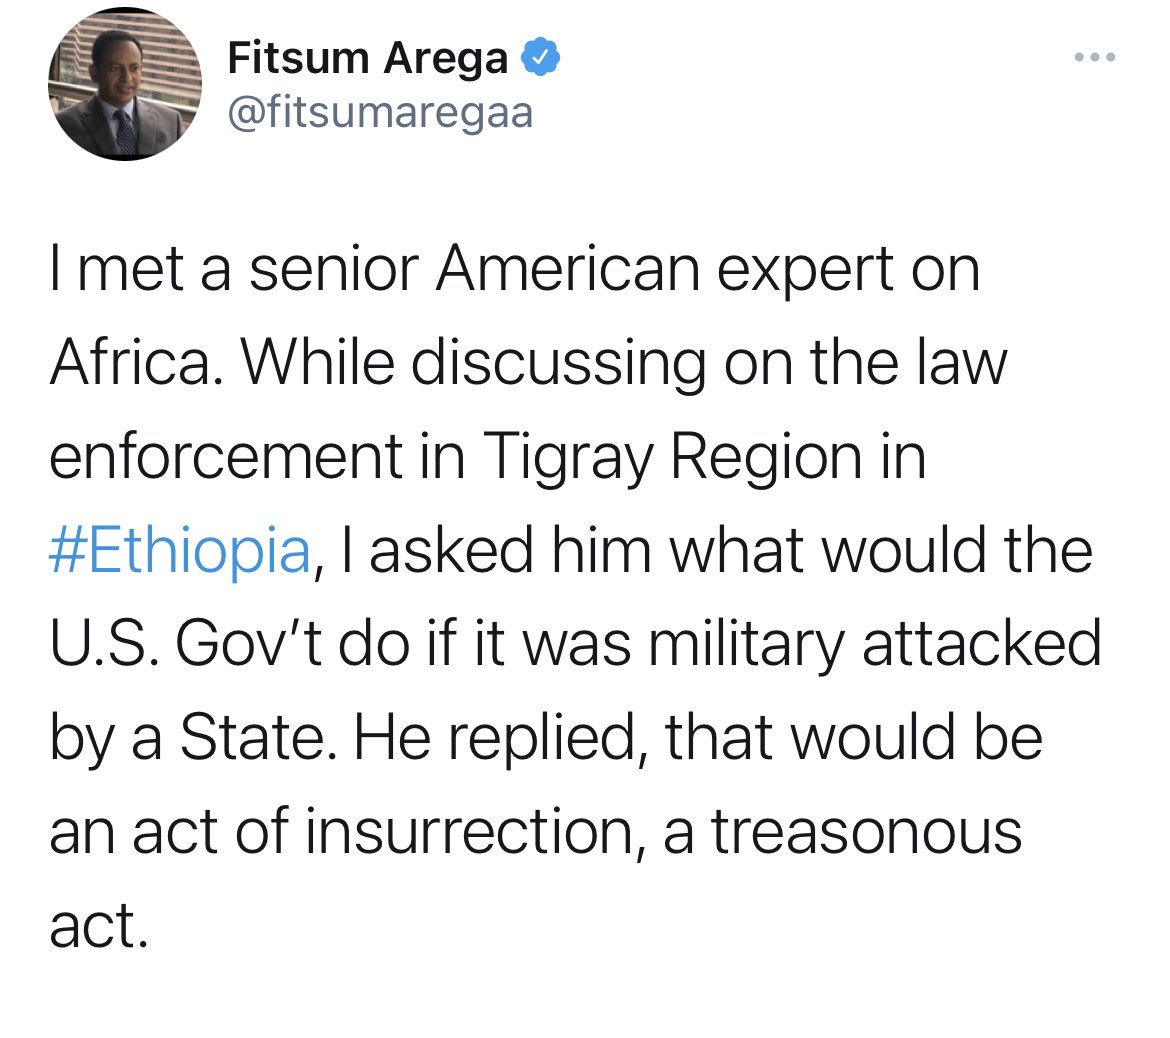 Fitsum Arega
@fitsumaregaa
I met a senior American expert on
Africa. While discussing on the law
enforcement in Tigray Region in
#Ethiopia, I asked him what would the
U.S. Gov’t do if it was military attacked
by a State. He replied, that would be
an act of insurrection, a treasonous
act.